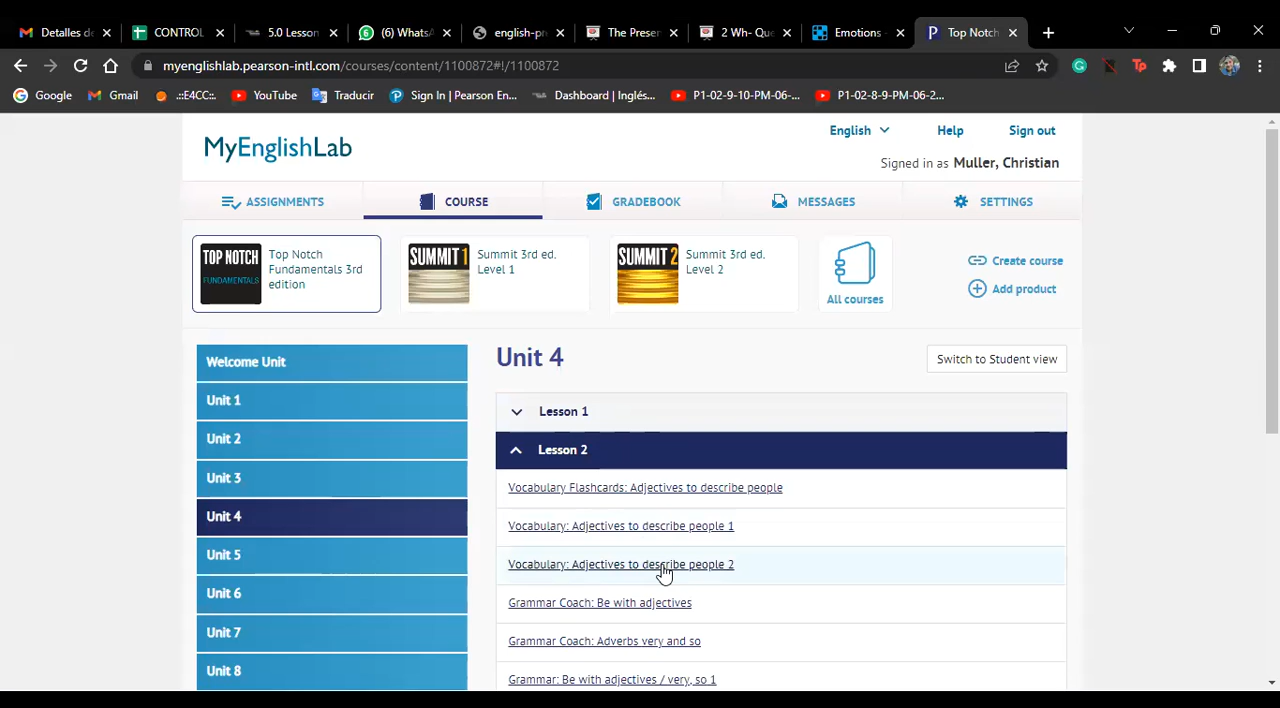 Detalles de
CONTROL
5.0 Lesson
(6) WhatsA
english-pr
The Preser
2 Wh- Que
Emotions -
Top Notch
myenglishlab.pearson-intl.com/courses/content/1100872#!/1100872
Google
Gmail
.::E4CC::.
YouTube
Traducir
Sign In | Pearson En...
Dashboard | Inglés,...
P1-02-9-10-PM-06-...
P1-02-8-9-PM-06-2...
MyEnglishLab
English
Help
Sign out
Signed in as Muller, Christian
ASSIGNMENTS
COURSE
GRADEBOOK
MESSAGES
SETTINGS
TOP NOTCH
FUNDAMENTALS
Top Notch
Fundamentals 3rd
edition
SUMMIT 1
Summit 3rd ed.
Level 1
SUMMIT 2
Summit 3rd ed.
Level 2
All courses
Create course
Add product
Welcome Unit
Unit 1
Unit 2
Unit 3
Unit 4
Unit 5
Unit 6
Unit 7
Unit 8
Unit 4
Switch to Student view
Lesson 1
Lesson 2
Vocabulary Flashcards: Adjectives to describe people
Vocabulary: Adjectives to describe people 1
Vocabulary: Adjectives to describe people 2
Grammar Coach: Be with adjectives
Grammar Coach: Adverbs very and so
Grammar: Be with adjectives / very, so 1